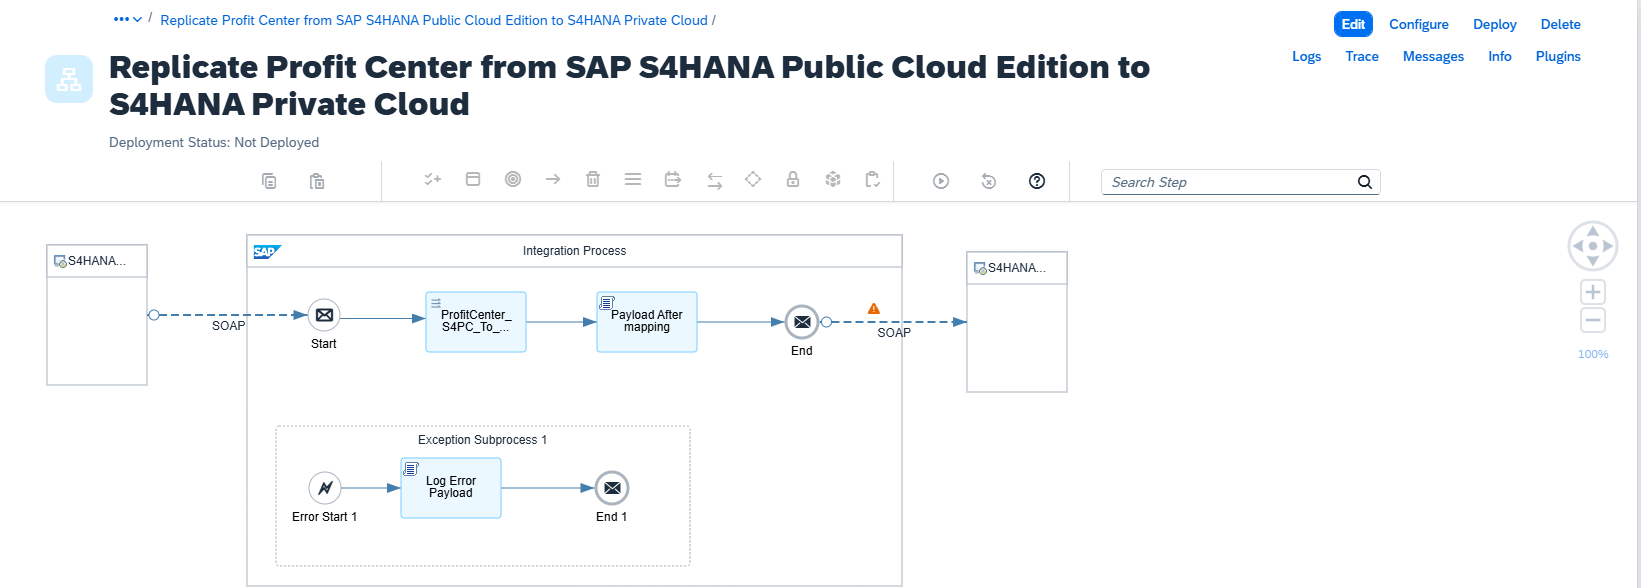 ••• / Replicate Profit Center from SAP S4HANA Public Cloud Edition to S4HANA Private Cloud /
Edit Configure Deploy Delete
Logs Trace Messages Info Plugins
Replicate Profit Center from SAP S4HANA Public Cloud Edition to
S4HANA Private Cloud
Deployment Status: Not Deployed
Search Step
SAP Integration Process
S4HANA...
S4HANA...
ProfitCenter_
S4PC_To_...
Payload After
mapping
SOAP
SOAP
Start
End
100%
Exception Subprocess 1
Log Error
Payload
Error Start 1
End 1